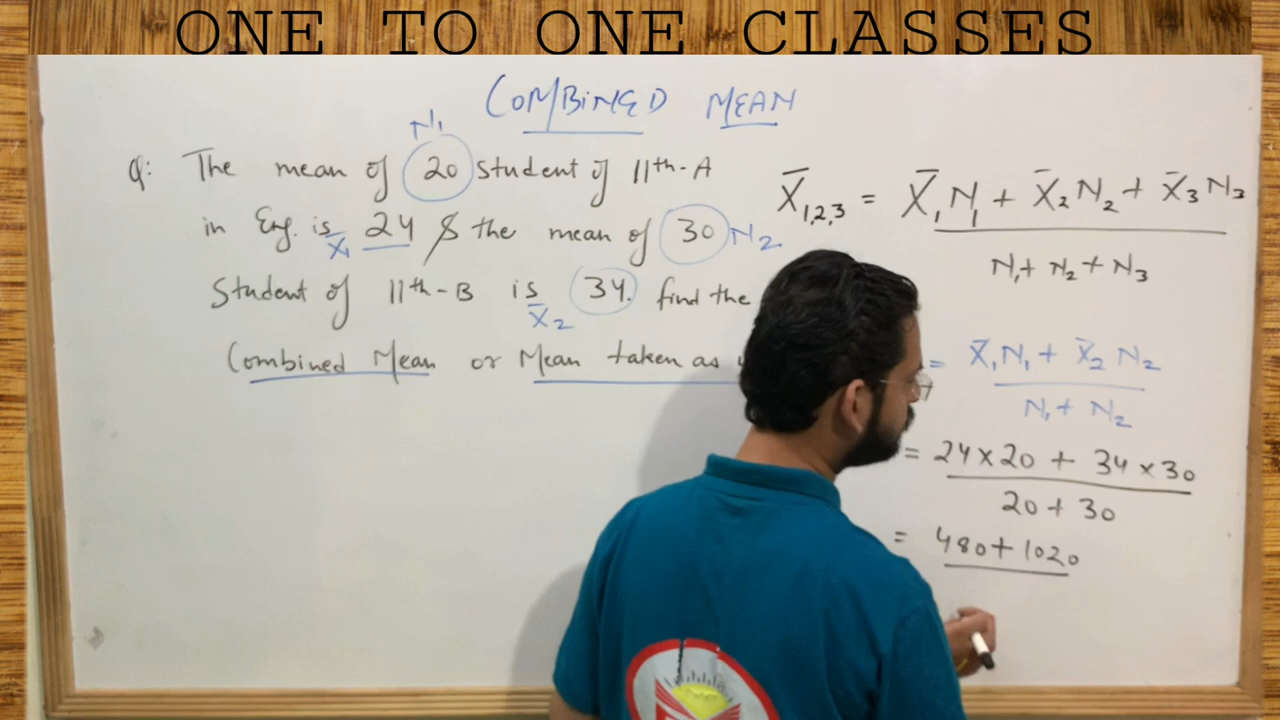 ONE TO ONE CLASSES
COMBINED MEAN
N₁
Q: The mean of 20 student of 11th-A
in Eng. is 24 & the mean of 30 N₂
X̄₁
Student of 11th-B is 34. find the
X̄₂
Combined Mean or Mean taken as
X̄₁,₂,₃ = X̄₁N₁ + X̄₂N₂ + X̄₃N₃
N₁+ N₂+ N₃
= X̄₁N₁ + X̄₂N₂
N₁+ N₂
= 24×20 + 34×30
20+30
= 480+1020